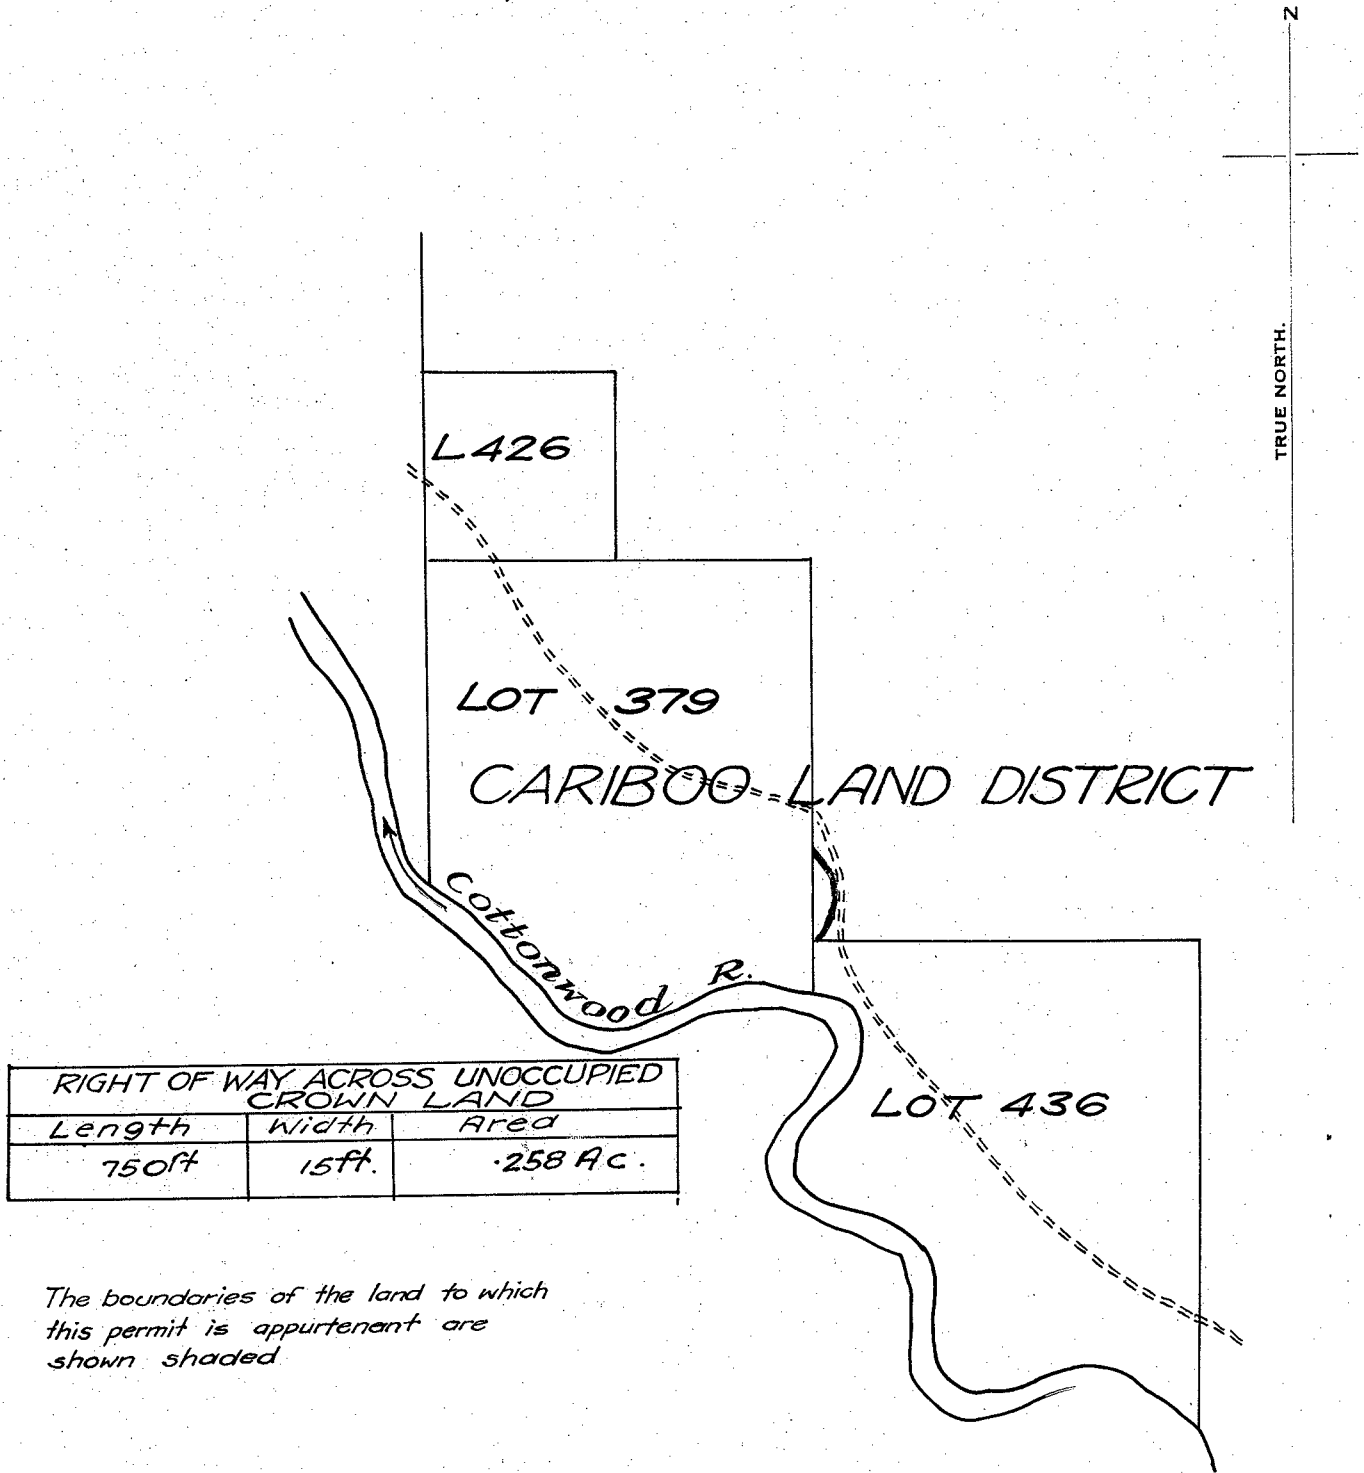 N
TRUE NORTH.
L 426
LOT 379
CARIBOO LAND DISTRICT
Cottonwood R.
LOT 436
RIGHT OF WAY ACROSS UNOCCUPIED
CROWN LAND
Length Width Area
750ft 15ft. .258 Ac.
The boundaries of the land to which
this permit is appurtenant are
shown shaded